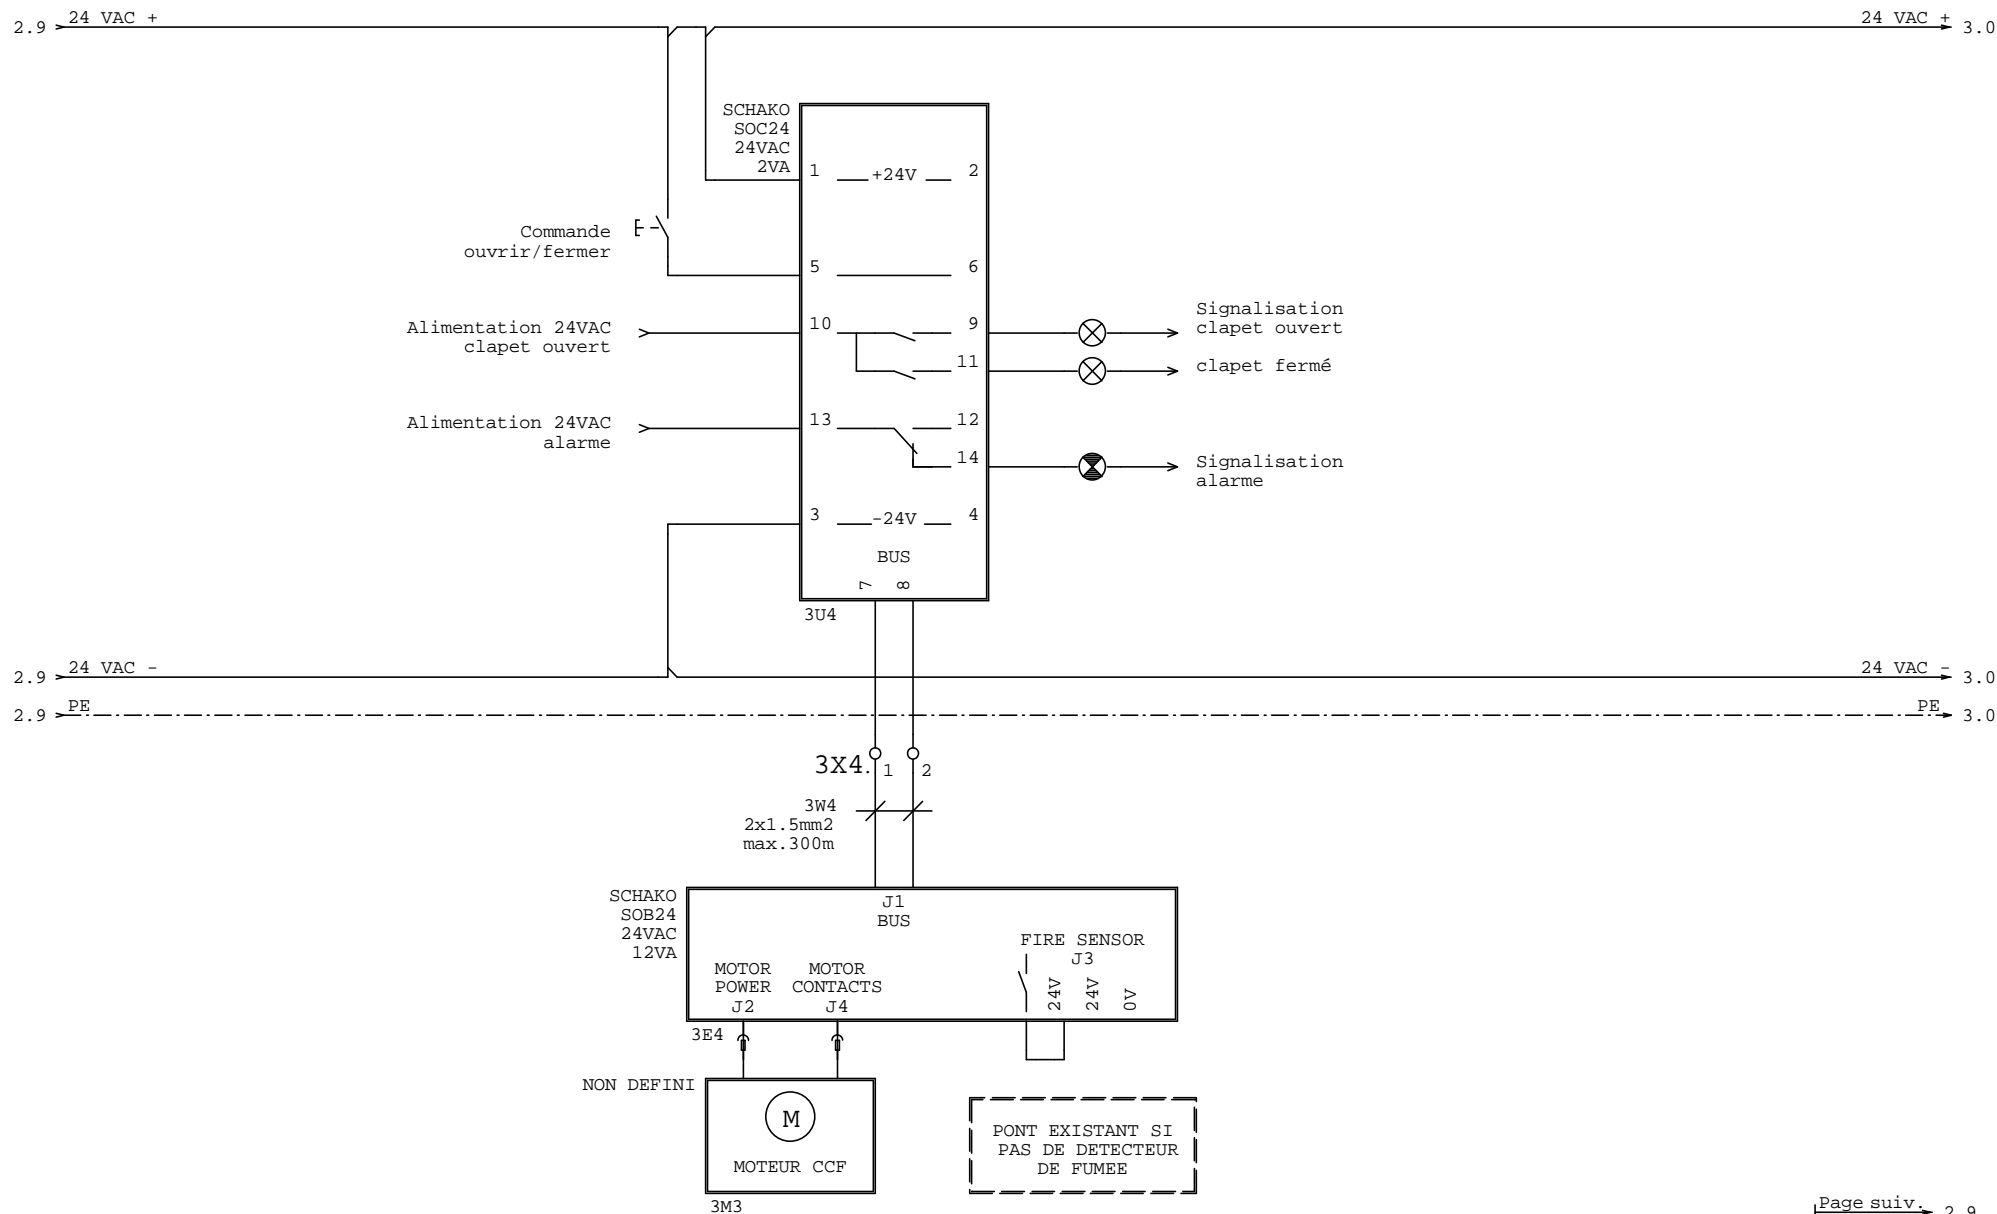 24 VAC +
2.9
24 VAC +
3.0
SCHAKO
SOC24
24VAC
2VA
1
+24V
2
Commande
ouvrir/fermer
5
6
Alimentation 24VAC
clapet ouvert
10
9
Signalisation
clapet ouvert
11
clapet fermé
Alimentation 24VAC
alarme
13
12
14
Signalisation
alarme
3
-24V
4
BUS
7
8
3U4
24 VAC -
2.9
24 VAC -
3.0
PE
2.9
PE
3.0
3X4.
1
2
3W4
2x1.5mm2
max.300m
SCHAKO
SOB24
24VAC
12VA
J1
BUS
FIRE SENSOR
J3
24V
24V
0V
MOTOR
POWER
J2
MOTOR
CONTACTS
J4
3E4
NON DEFINI
M
MOTEUR CCF
3M3
PONT EXISTANT SI
PAS DE DETECTEUR
DE FUMEE
Page suiv.
2.9